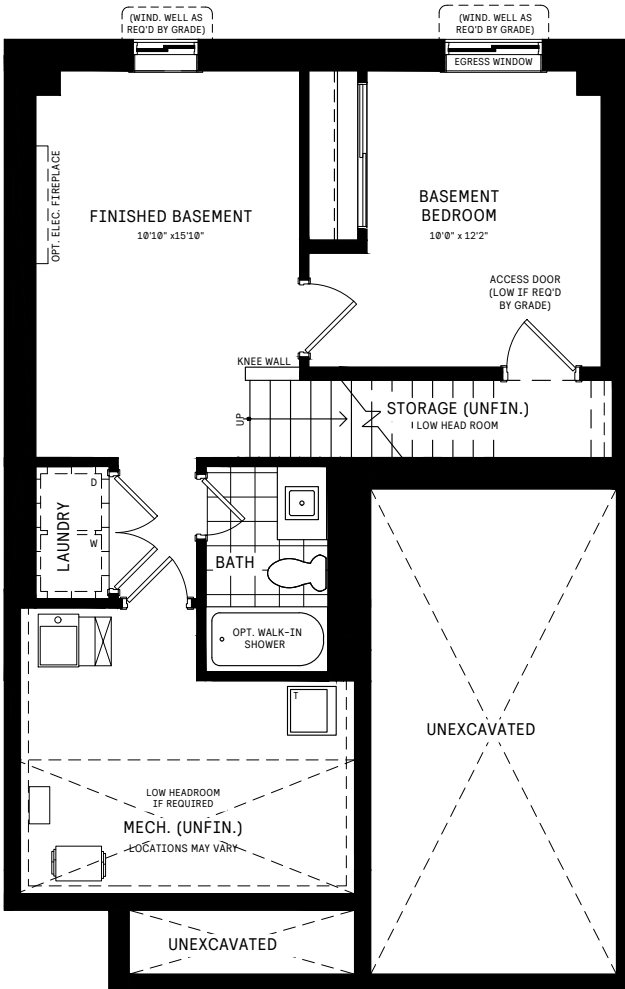 (WIND. WELL AS
REQ'D BY GRADE)
(WIND. WELL AS
REQ'D BY GRADE)
EGRESS WINDOW
OPT. ELEC. FIREPLACE
FINISHED BASEMENT
10'10" x15'10"
BASEMENT
BEDROOM
10'0" x 12'2"
ACCESS DOOR
(LOW IF REQ'D
BY GRADE)
KNEE WALL
UP
STORAGE (UNFIN.)
LOW HEAD ROOM
LAUNDRY
D
W
BATH
OPT. WALK-IN
SHOWER
T
UNEXCAVATED
LOW HEADROOM
IF REQUIRED
MECH. (UNFIN.)
LOCATIONS MAY VARY
UNEXCAVATED